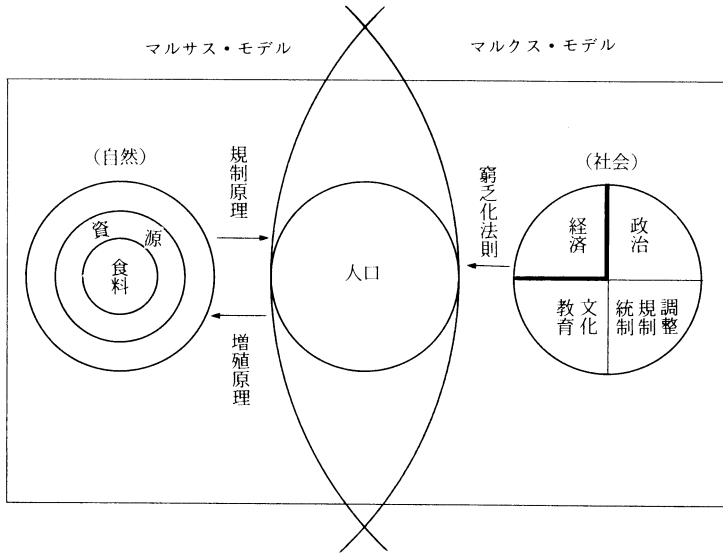 マルサス・モデル
マルクス・モデル
(自然)
規制原理
資源
食料
増殖原理
人口
窮乏化法則
(社会)
経済
政治
文化
教育
調整
規制
統制